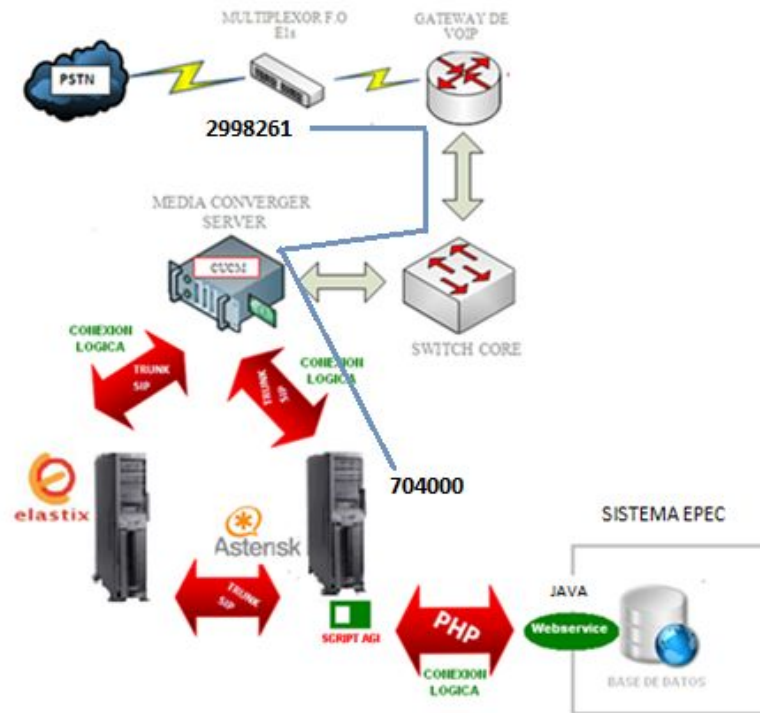 MULTIPLEXOR F.O
E1s
GATEWAY DE
VOIP
PSTN
2998261
MEDIA CONVERGER
SERVER
CUCM
SWITCH CORE
CONEXION
LOGICA
TRUNK
SIP
CONEXION
LOGICA
TRUNK
SIP
704000
elastix
Asterisk
SISTEMA EPEC
TRUNK
SIP
SCRIPT AGI
PHP
CONEXION
LOGICA
JAVA
Webservice
BASE DE DATOS